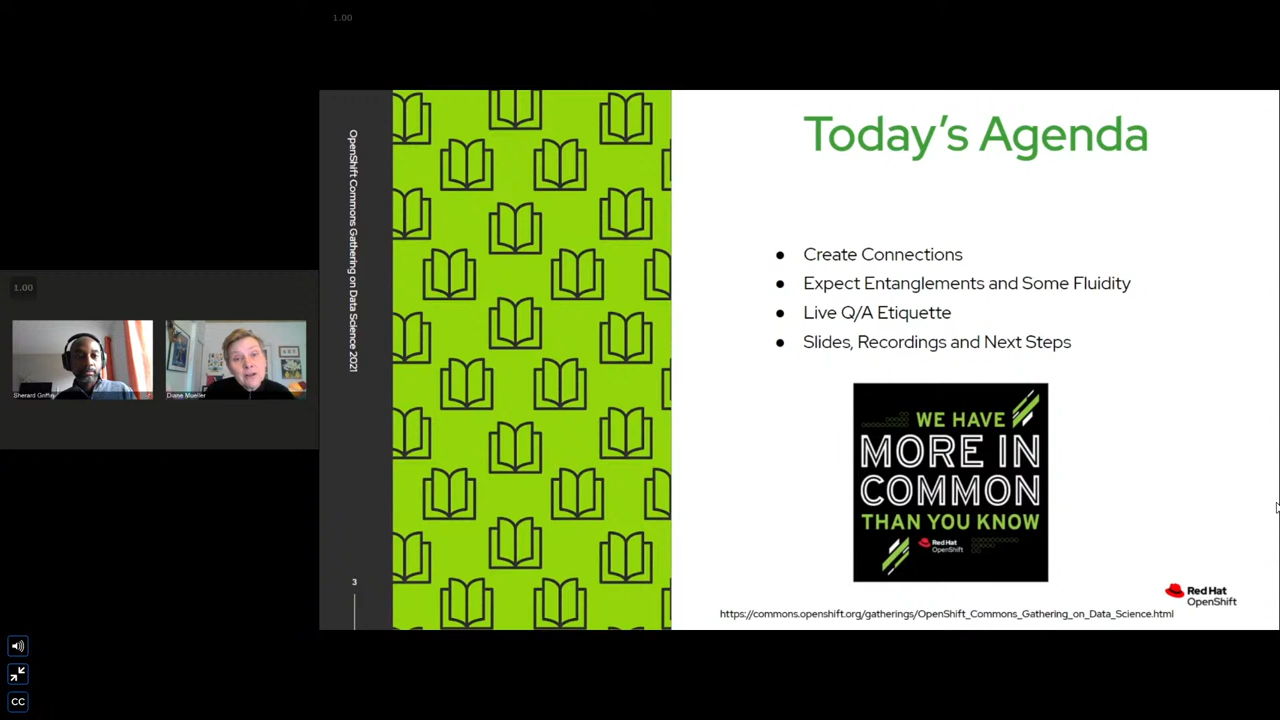 1.00
OpenShift Commons Gathering on Data Science 2021
3
Today's Agenda
● Create Connections
● Expect Entanglements and Some Fluidity
● Live Q/A Etiquette
● Slides, Recordings and Next Steps
WE HAVE
MORE IN
COMMON
THAN YOU KNOW
Red Hat
OpenShift
Red Hat
OpenShift
https://commons.openshift.org/gatherings/OpenShift_Commons_Gathering_on_Data_Science.html
1.00
Sherard Griffin
Diane Mueller
CC